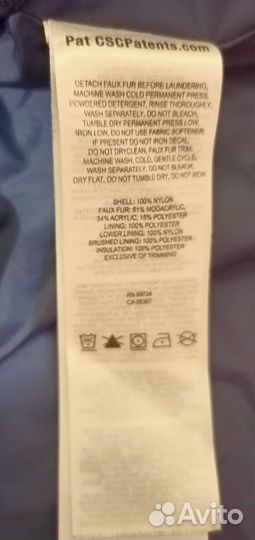 Pat CSCPatents.com
DETACH FAUX FUR BEFORE LAUNDERING,
MACHINE WASH COLD PERMANENT PRESS,
POWDERED DETERGENT, RINSE THOROUGHLY,
WASH SEPARATELY, DO NOT BLEACH,
TUMBLE DRY PERMANENT PRESS LOW,
IRON LOW, DO NOT USE FABRIC SOFTENER,
IF PRESENT DO NOT IRON DECAL,
DO NOT DRYCLEAN, FAUX FUR TRIM:
MACHINE WASH, COLD, GENTLE CYCLE,
WASH SEPARATELY, DO NOT BLEACH,
DRY FLAT, DO NOT TUMBLE DRY, DO NOT IRON
SHELL: 100% NYLON
FAUX FUR: 51% MODACRYLIC,
34% ACRYLIC, 15% POLYESTER
LINING: 100% POLYESTER
LOWER LINING: 100% NYLON
BRUSHED LINING: 100% POLYESTER
INSULATION: 100% POLYESTER
EXCLUSIVE OF TRIMMING
RN 69724
CA 05367
Avito